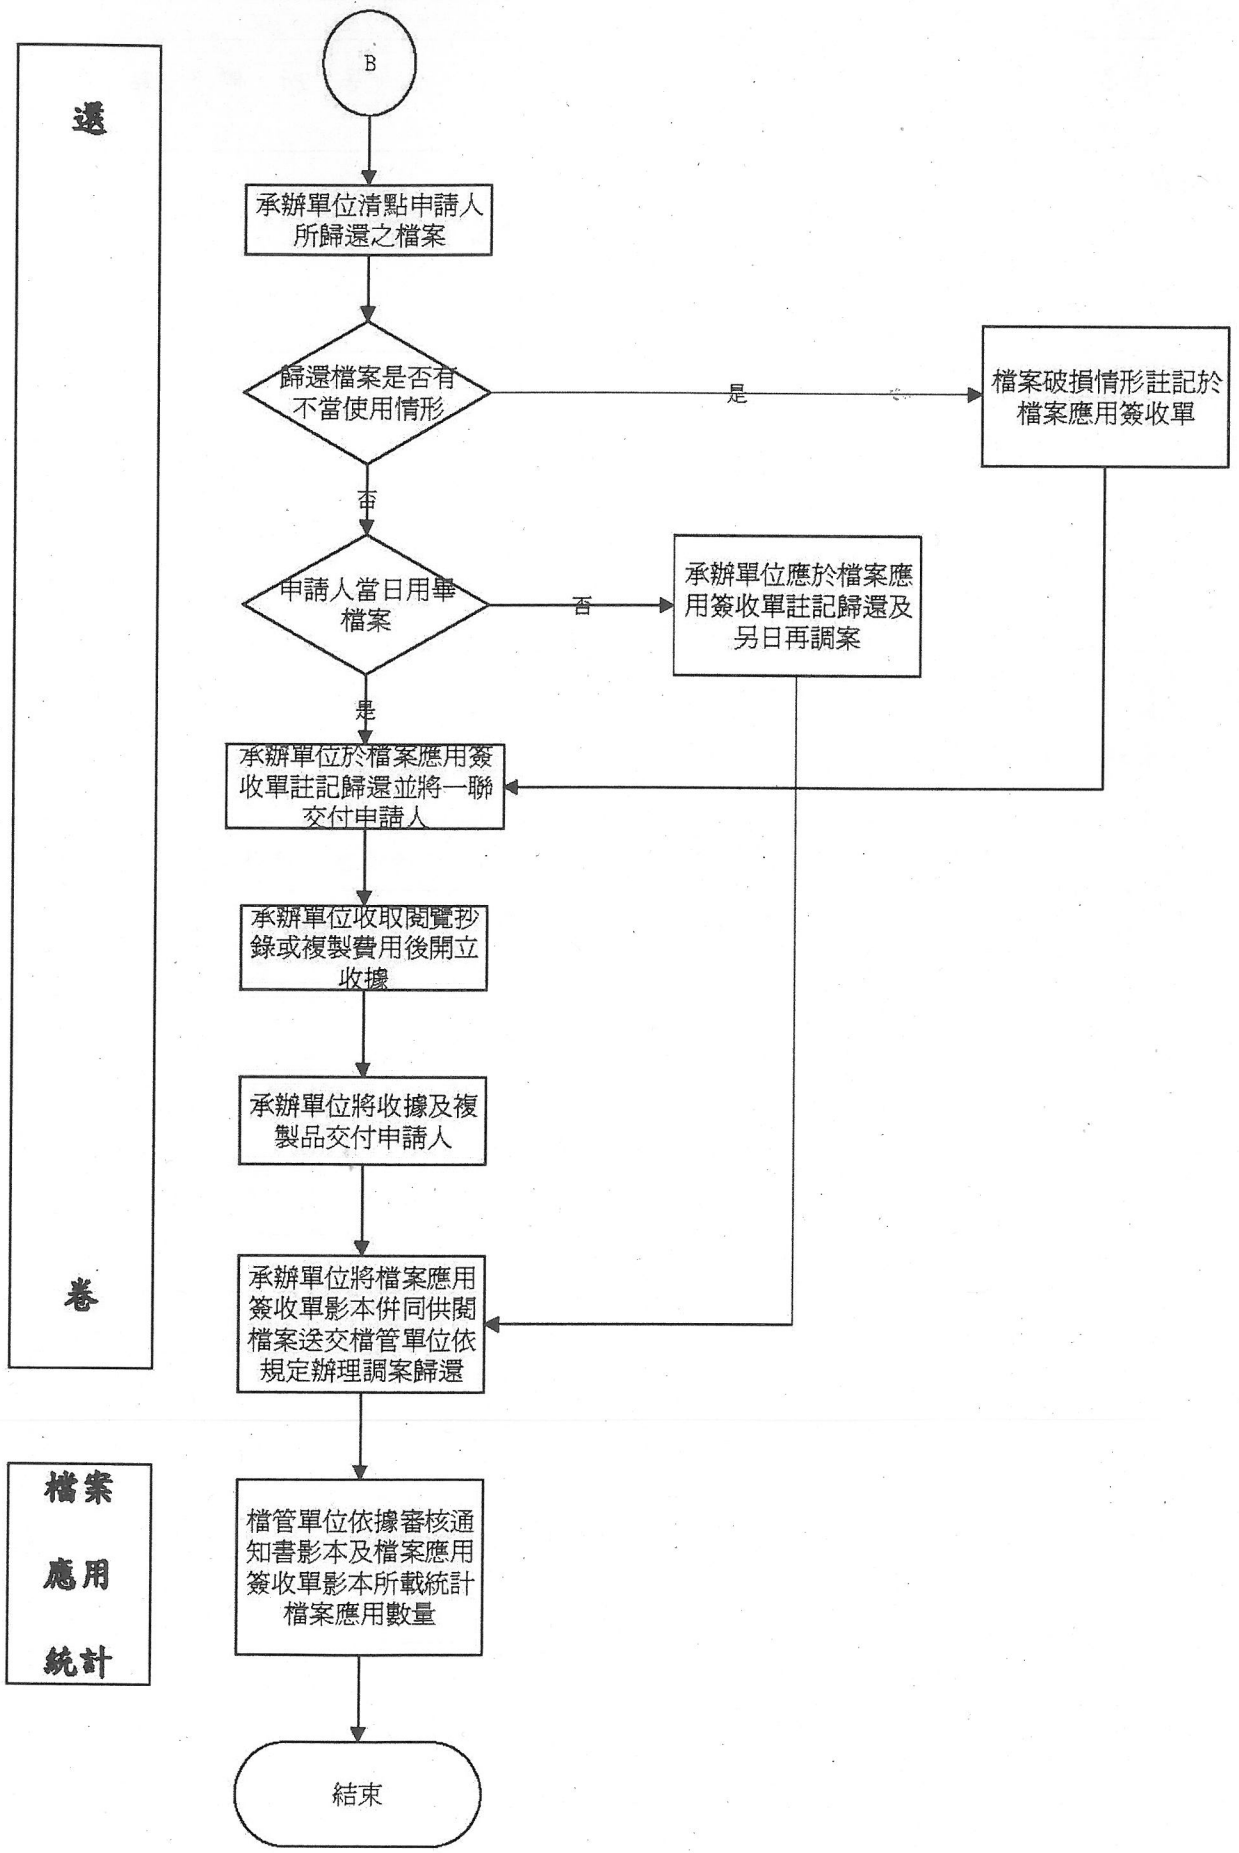 B
還
承辦單位清點申請人
所歸還之檔案
歸還檔案是否有
不當使用情形
是
檔案破損情形註記於
檔案應用簽收單
否
申請人當日用畢
檔案
否
承辦單位應於檔案應
用簽收單註記歸還及
另日再調案
是
承辦單位於檔案應用簽
收單註記歸還並將一聯
交付申請人
承辦單位收取閱覽抄
錄或複製費用後開立
收據
承辦單位將收據及複
製品交付申請人
卷
承辦單位將檔案應用
簽收單影本併同供閱
檔案送交檔管單位依
規定辦理調案歸還
檔案
應用
統計
檔管單位依據審核通
知書影本及檔案應用
簽收單影本所載統計
檔案應用數量
結束